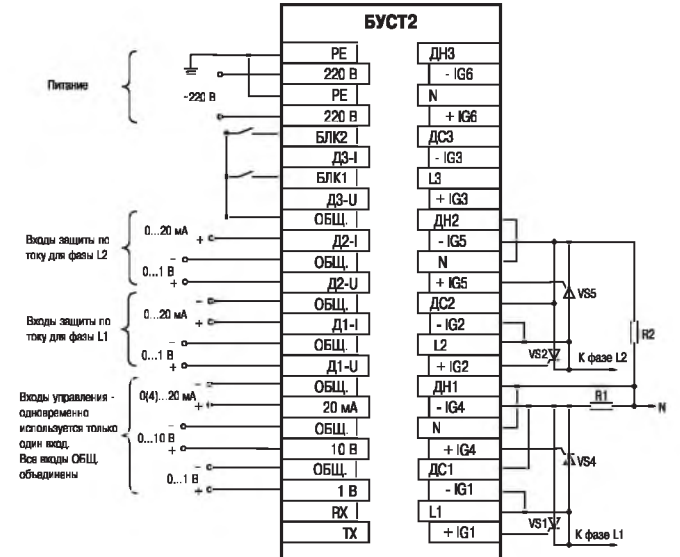 БУСТ2
Питание
~220 В
Входы защиты по
току для фазы L2
0...20 мА
+
–
0...1 В
+
Входы защиты по
току для фазы L1
–
0...20 мА
+
–
0...1 В
+
Входы управления -
одновременно
используется только
один вход.
Все входы ОБЩ.
объединены
–
0(4)...20 мА
+
–
0...10 В
+
–
0...1 В
+
PE
220 В
PE
220 В
БЛК2
Д3-I
БЛК1
Д3-U
ОБЩ.
Д2-I
ОБЩ.
Д2-U
ОБЩ.
Д1-I
ОБЩ.
Д1-U
ОБЩ.
20 мА
ОБЩ.
10 В
ОБЩ.
1 В
RX
TX
ДН3
- IG6
N
+ IG6
ДС3
- IG3
L3
+ IG3
ДН2
- IG5
N
+ IG5
ДС2
- IG2
L2
+ IG2
ДН1
- IG4
N
+ IG4
ДС1
- IG1
L1
+ IG1
VS5
R2
VS2
К фазе L2
R1
N
VS4
VS1
К фазе L1